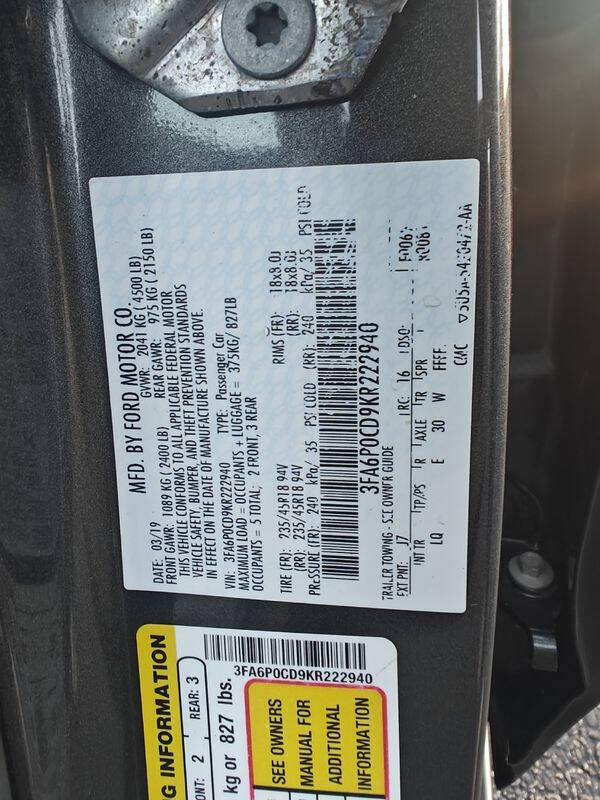 MFD. BY FORD MOTOR CO.
DATE: 03/19 GVWR: 2041 KG (4500 LB)
FRONT GAWR: 1089 KG (2400 LB) REAR GAWR: 975 KG (2150 LB)
THIS VEHICLE CONFORMS TO ALL APPLICABLE FEDERAL MOTOR
VEHICLE SAFETY, BUMPER, AND THEFT PREVENTION STANDARDS
IN EFFECT ON THE DATE OF MANUFACTURE SHOWN ABOVE.
VIN: 3FA6P0CD9KR222940 TYPE: Passenger Car
MAXIMUM LOAD = OCCUPANTS + LUGGAGE = 375KG/ 827LB
OCCUPANTS = 5 TOTAL; 2 FRONT, 3 REAR
TIRE (FR): 235/45R18 94V RIMS (FR): 18x8.0J
(RR): 235/45R18 94V (RR): 18x8.0J
PRESSURE (FR): 240 kPa/ 35 PSI COLD (RR): 240 kPa/ 35 PSI COLD
3FA6P0CD9KR222940
TRAILER TOWING - SEE OWNER GUIDE
EXT PNT: J7 RC: 16 DSO:
INT TR TP/PS R AXLE TR SPR
LQ E 30 W FEFF
CMC
3FA6P0CD9KR222940
G INFORMATION
ONT: 2 REAR: 3
kg or 827 lbs.
SEE OWNERS
MANUAL FOR
ADDITIONAL
INFORMATION